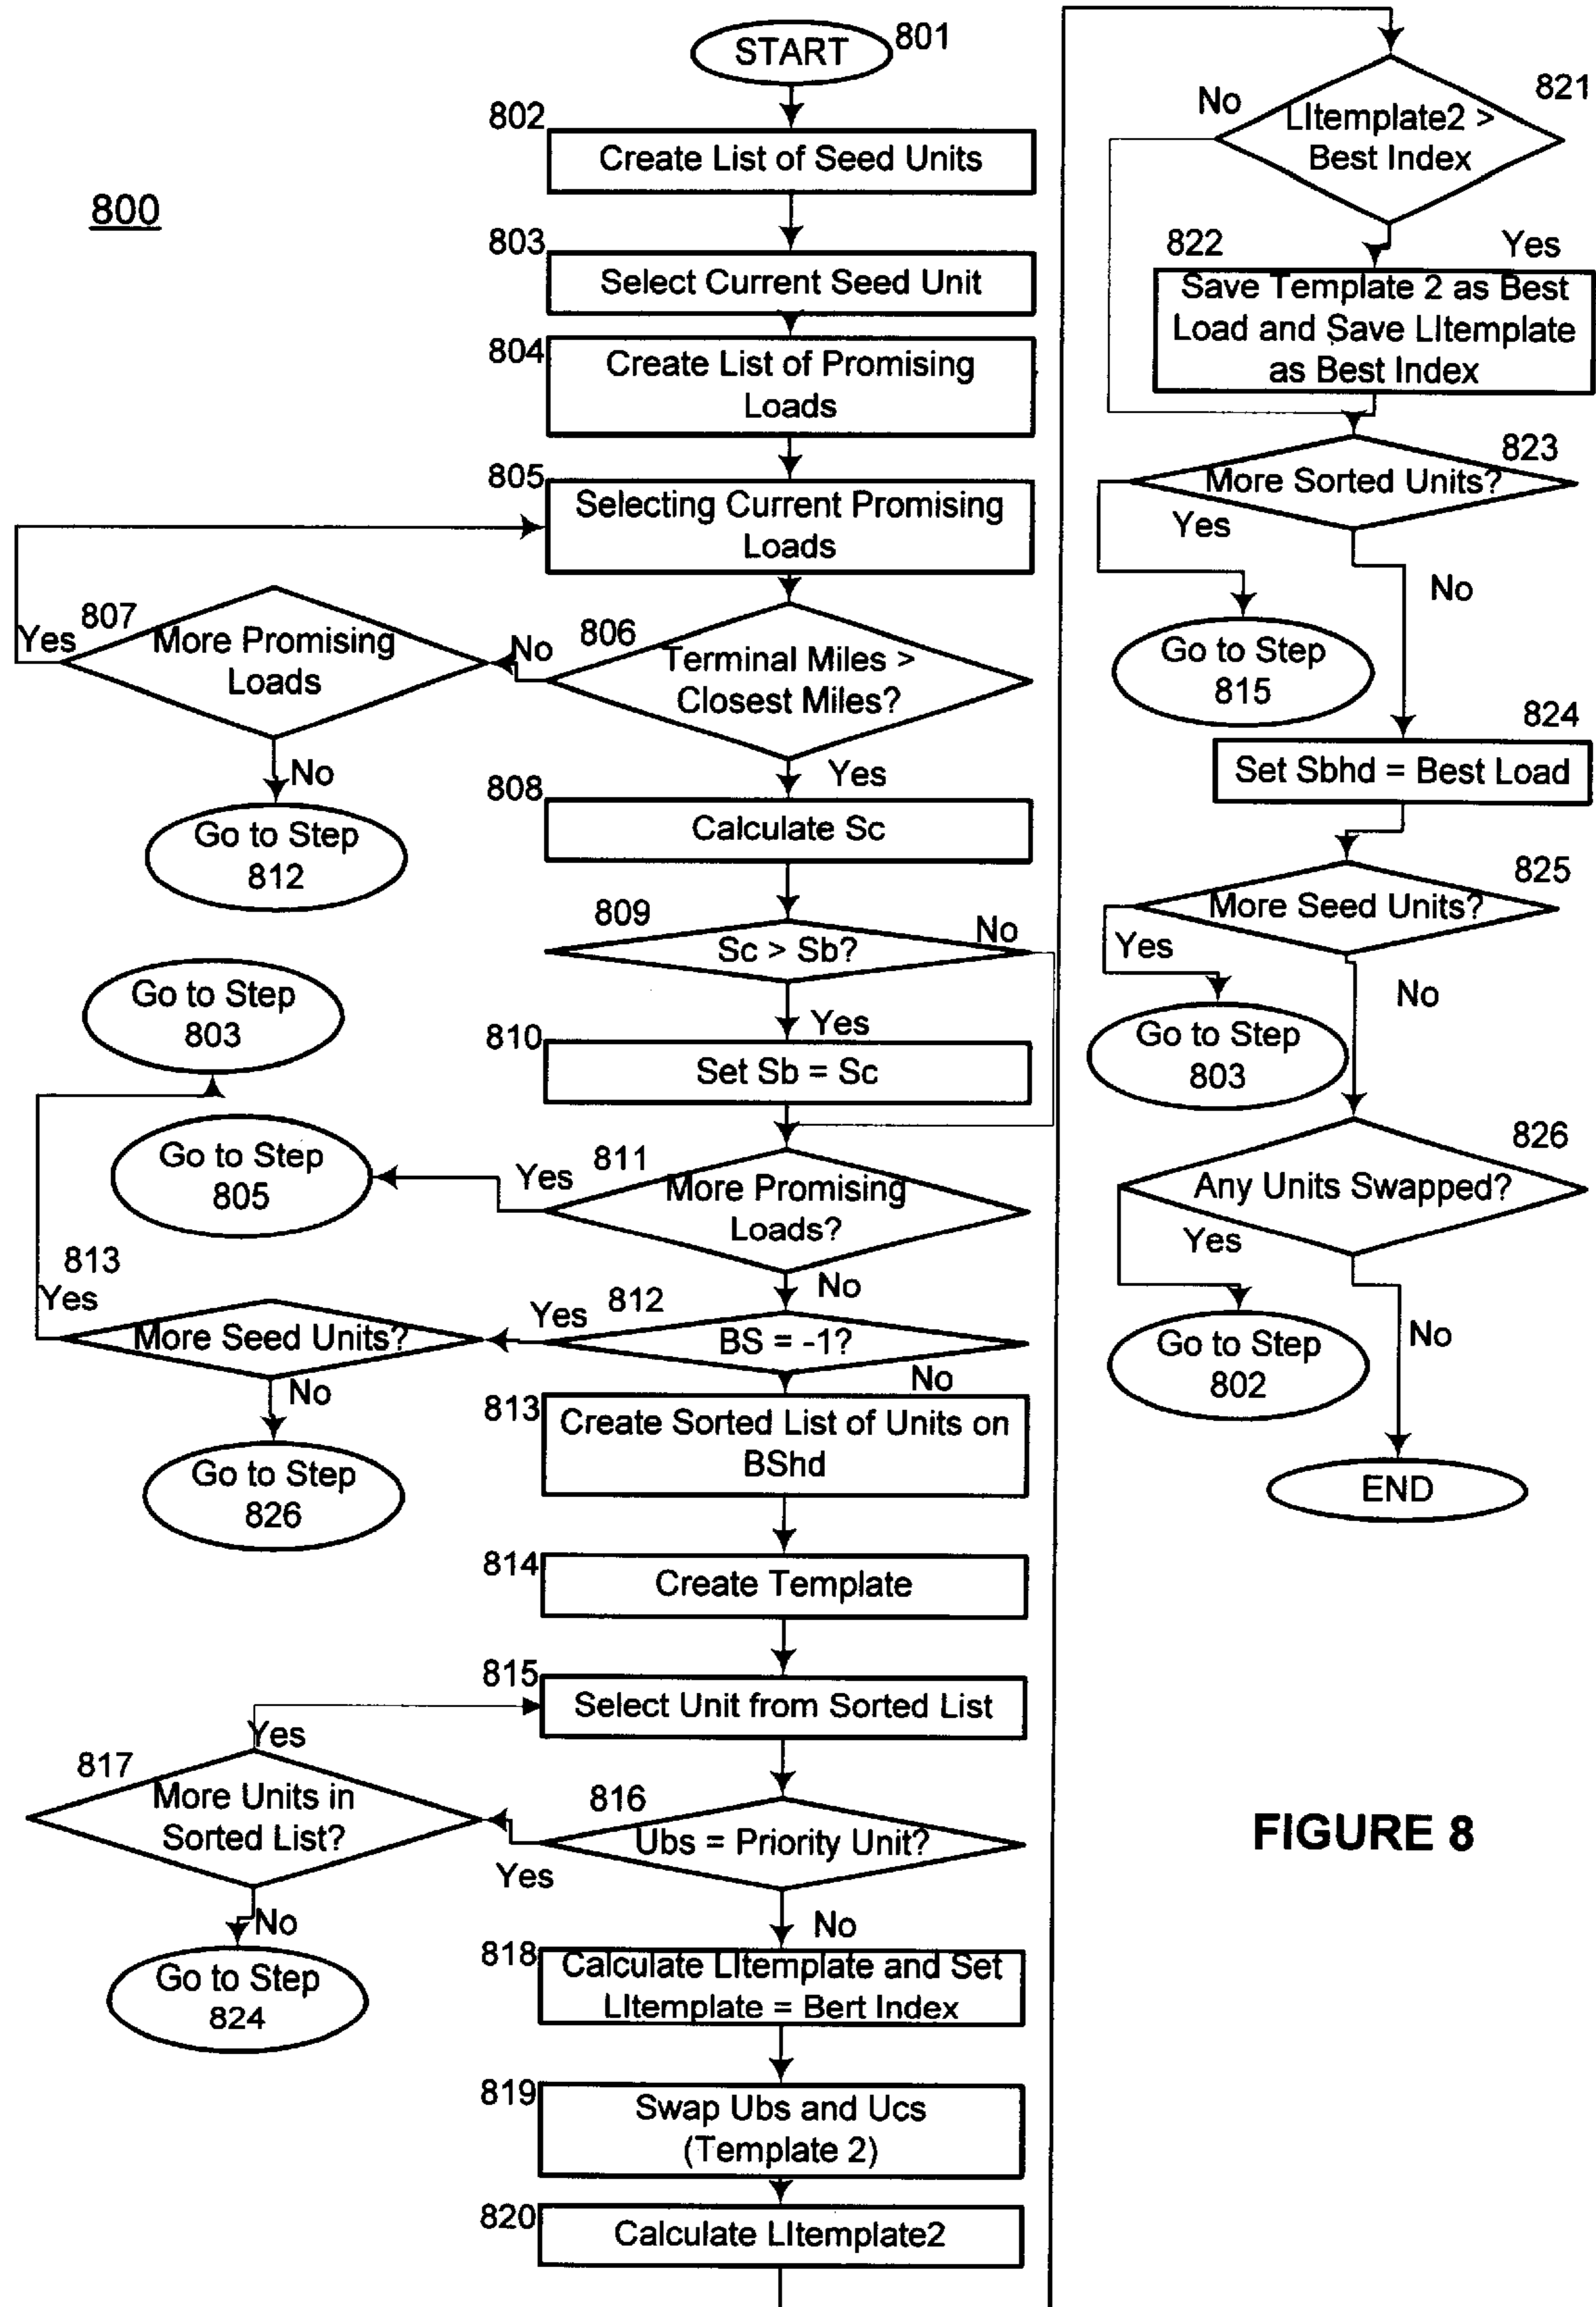 START
801
802
Create List of Seed Units
800
803
Select Current Seed Unit
804
Create List of Promising
Loads
805
Selecting Current Promising
Loads
807
Yes
More Promising
Loads
No
806
Terminal Miles >
Closest Miles?
No
Go to Step
812
Yes
808
Calculate Sc
809
Sc > Sb?
No
Go to Step
803
Yes
810
Set Sb = Sc
Go to Step
805
Yes
811
More Promising
Loads?
813
Yes
More Seed Units?
Yes
812
No
BS = -1?
No
No
813
Create Sorted List of Units on
BShd
Go to Step
826
814
Create Template
815
Select Unit from Sorted List
Yes
817
More Units in
Sorted List?
816
Ubs = Priority Unit?
Yes
No
No
Go to Step
824
818
Calculate LItemplate and Set
LItemplate = Bert Index
819
Swap Ubs and Ucs
(Template 2)
820
Calculate LItemplate2
821
No
LItemplate2 >
Best Index
822
Yes
Save Template 2 as Best
Load and Save LItemplate
as Best Index
823
More Sorted Units?
Yes
No
Go to Step
815
824
Set Sbhd = Best Load
825
More Seed Units?
Yes
No
Go to Step
803
826
Any Units Swapped?
Yes
No
Go to Step
802
END
FIGURE 8